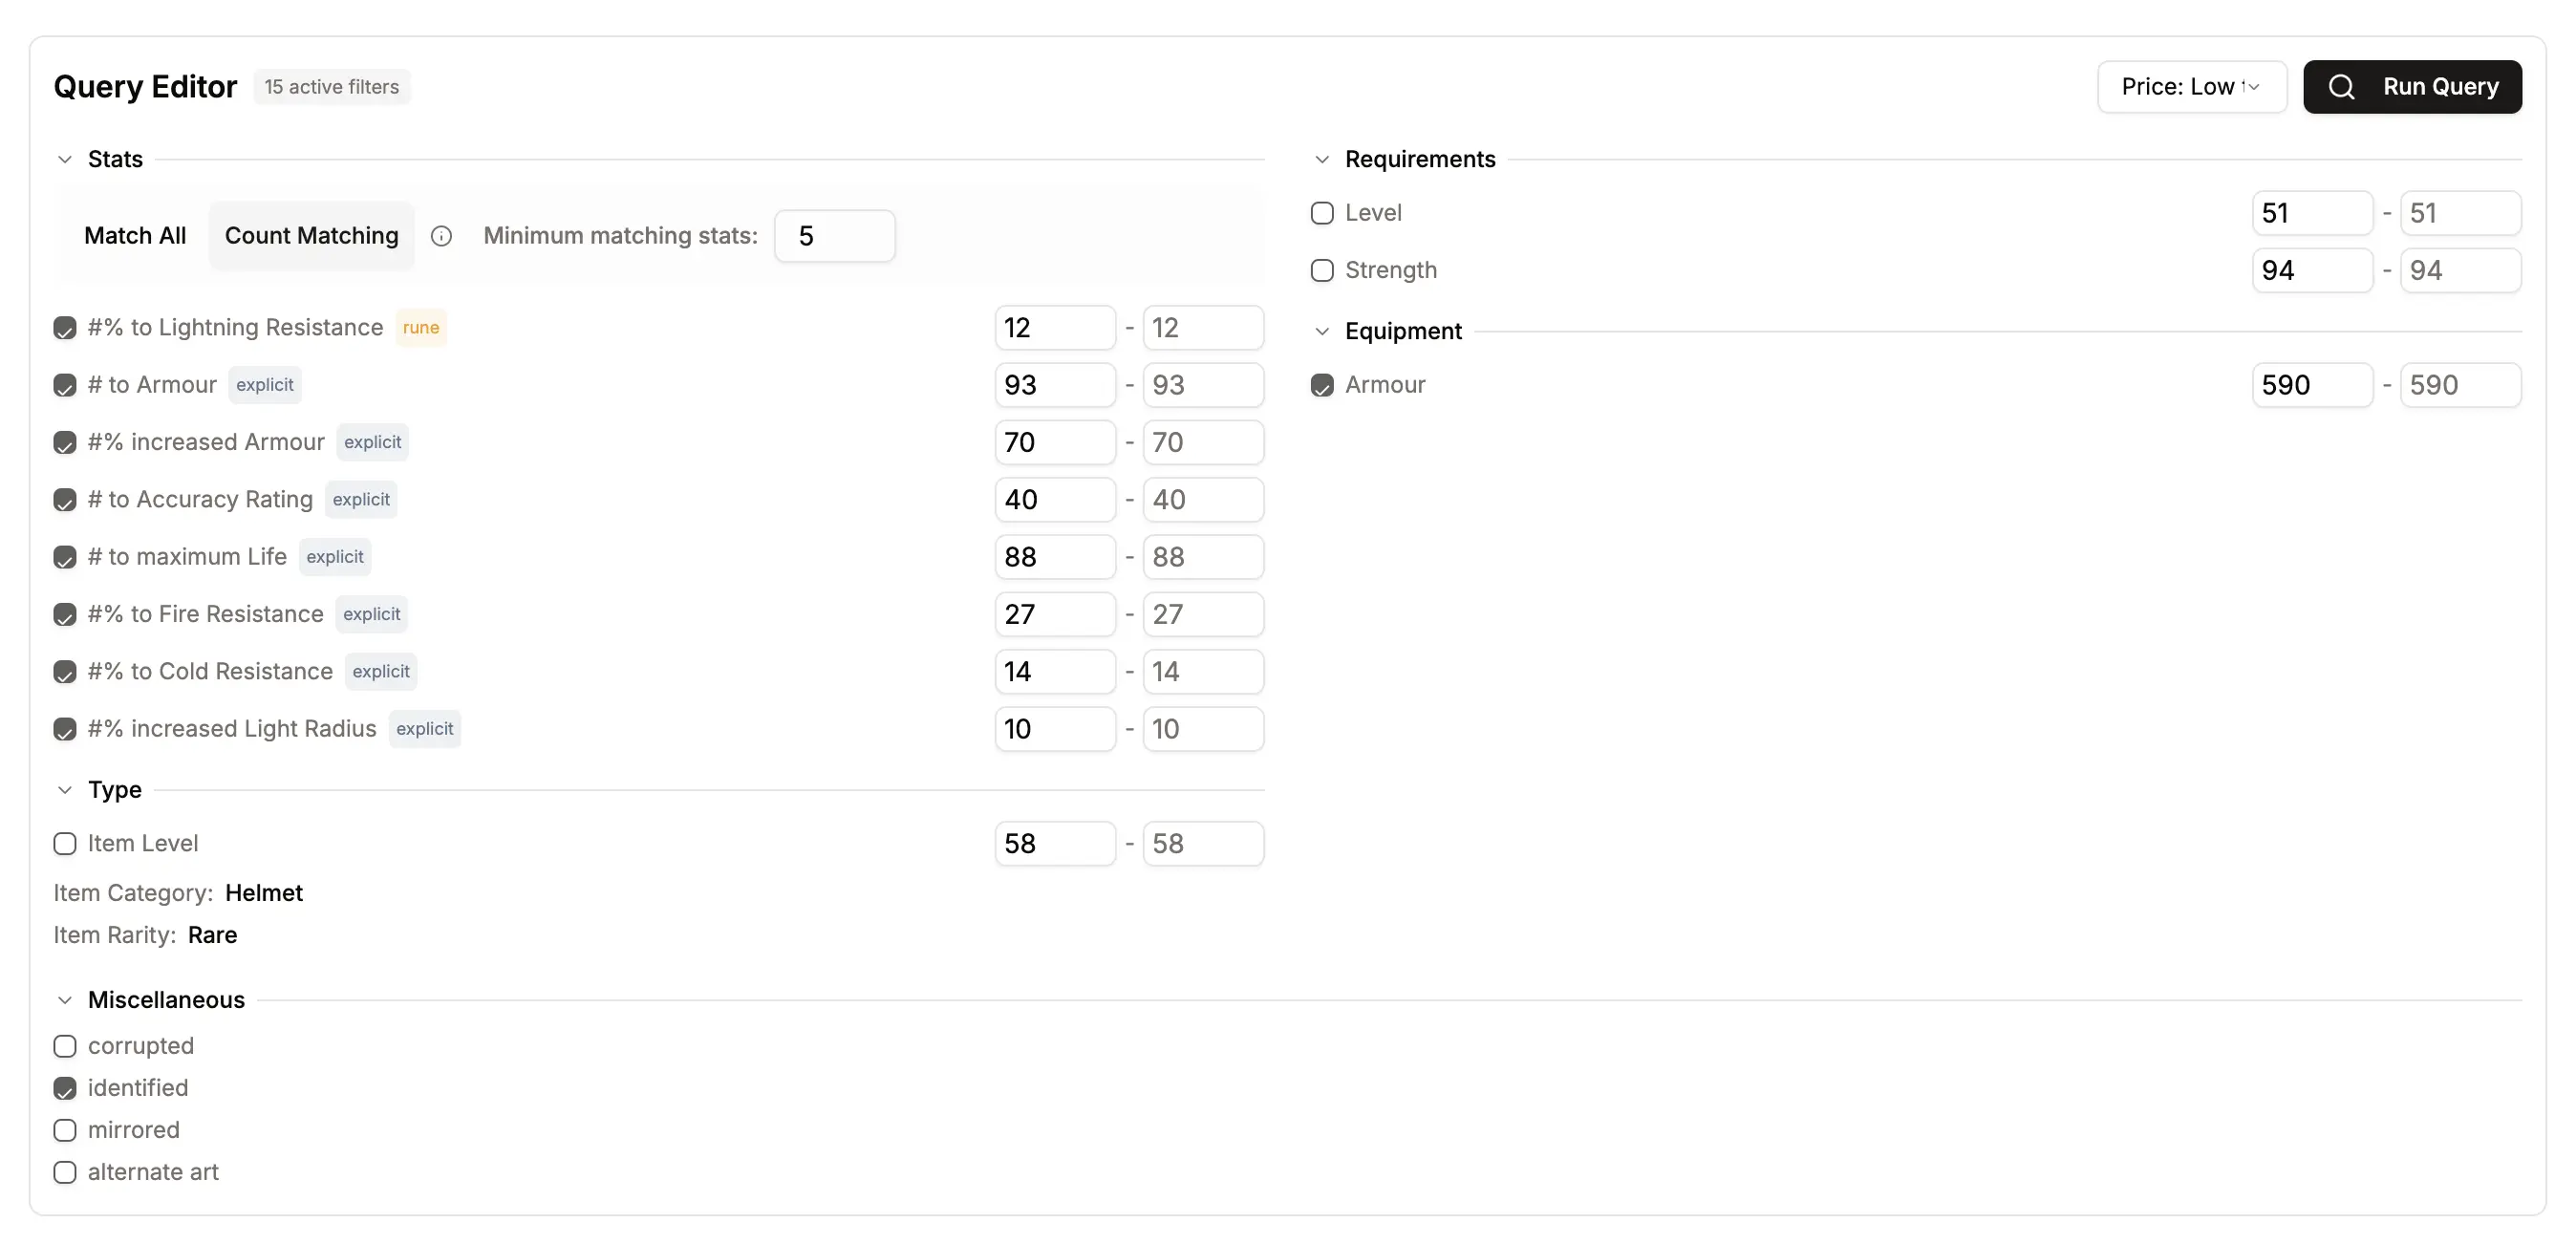 Query Editor 15 active filters Price: Low Run Query
Stats
Match All Count Matching Minimum matching stats: 5
#% to Lightning Resistance rune 12 - 12
# to Armour explicit 93 - 93
#% increased Armour explicit 70 - 70
# to Accuracy Rating explicit 40 - 40
# to maximum Life explicit 88 - 88
#% to Fire Resistance explicit 27 - 27
#% to Cold Resistance explicit 14 - 14
#% increased Light Radius explicit 10 - 10
Type
Item Level 58 - 58
Item Category: Helmet
Item Rarity: Rare
Requirements
Level 51 - 51
Strength 94 - 94
Equipment
Armour 590 - 590
Miscellaneous
corrupted
identified
mirrored
alternate art